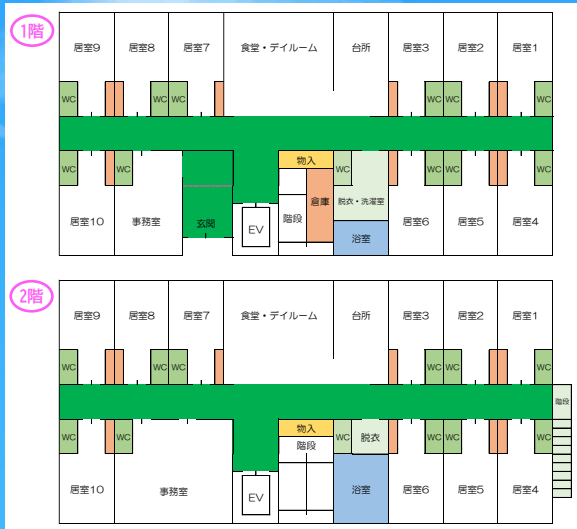 1階
居室9 居室8 居室7 食堂・デイルーム 台所 居室3 居室2 居室1
WC WC WC WC WC WC
WC WC 物入 WC WC WC WC
階段 倉庫 脱衣・洗濯室
居室10 事務室 玄関 EV 浴室 居室6 居室5 居室4
2階
居室9 居室8 居室7 食堂・デイルーム 台所 居室3 居室2 居室1
WC WC WC WC WC WC
階段
WC 物入 WC 脱衣 WC WC WC
階段
居室10 事務室 EV 浴室 居室6 居室5 居室4